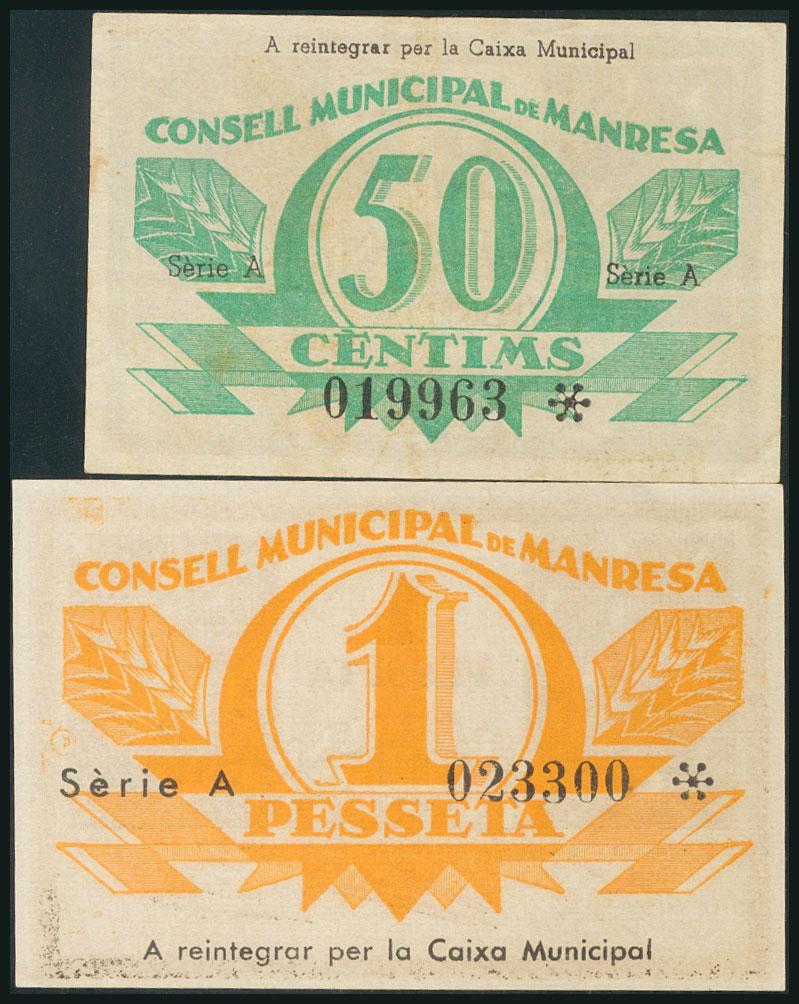 A reintegrar per la Caixa Municipal
CONSELL MUNICIPAL DE MANRESA
50
Sèrie A Sèrie A
CÈNTIMS
019963
CONSELL MUNICIPAL DE MANRESA
1
Sèrie A 023300
PESSETA
A reintegrar per la Caixa Municipal